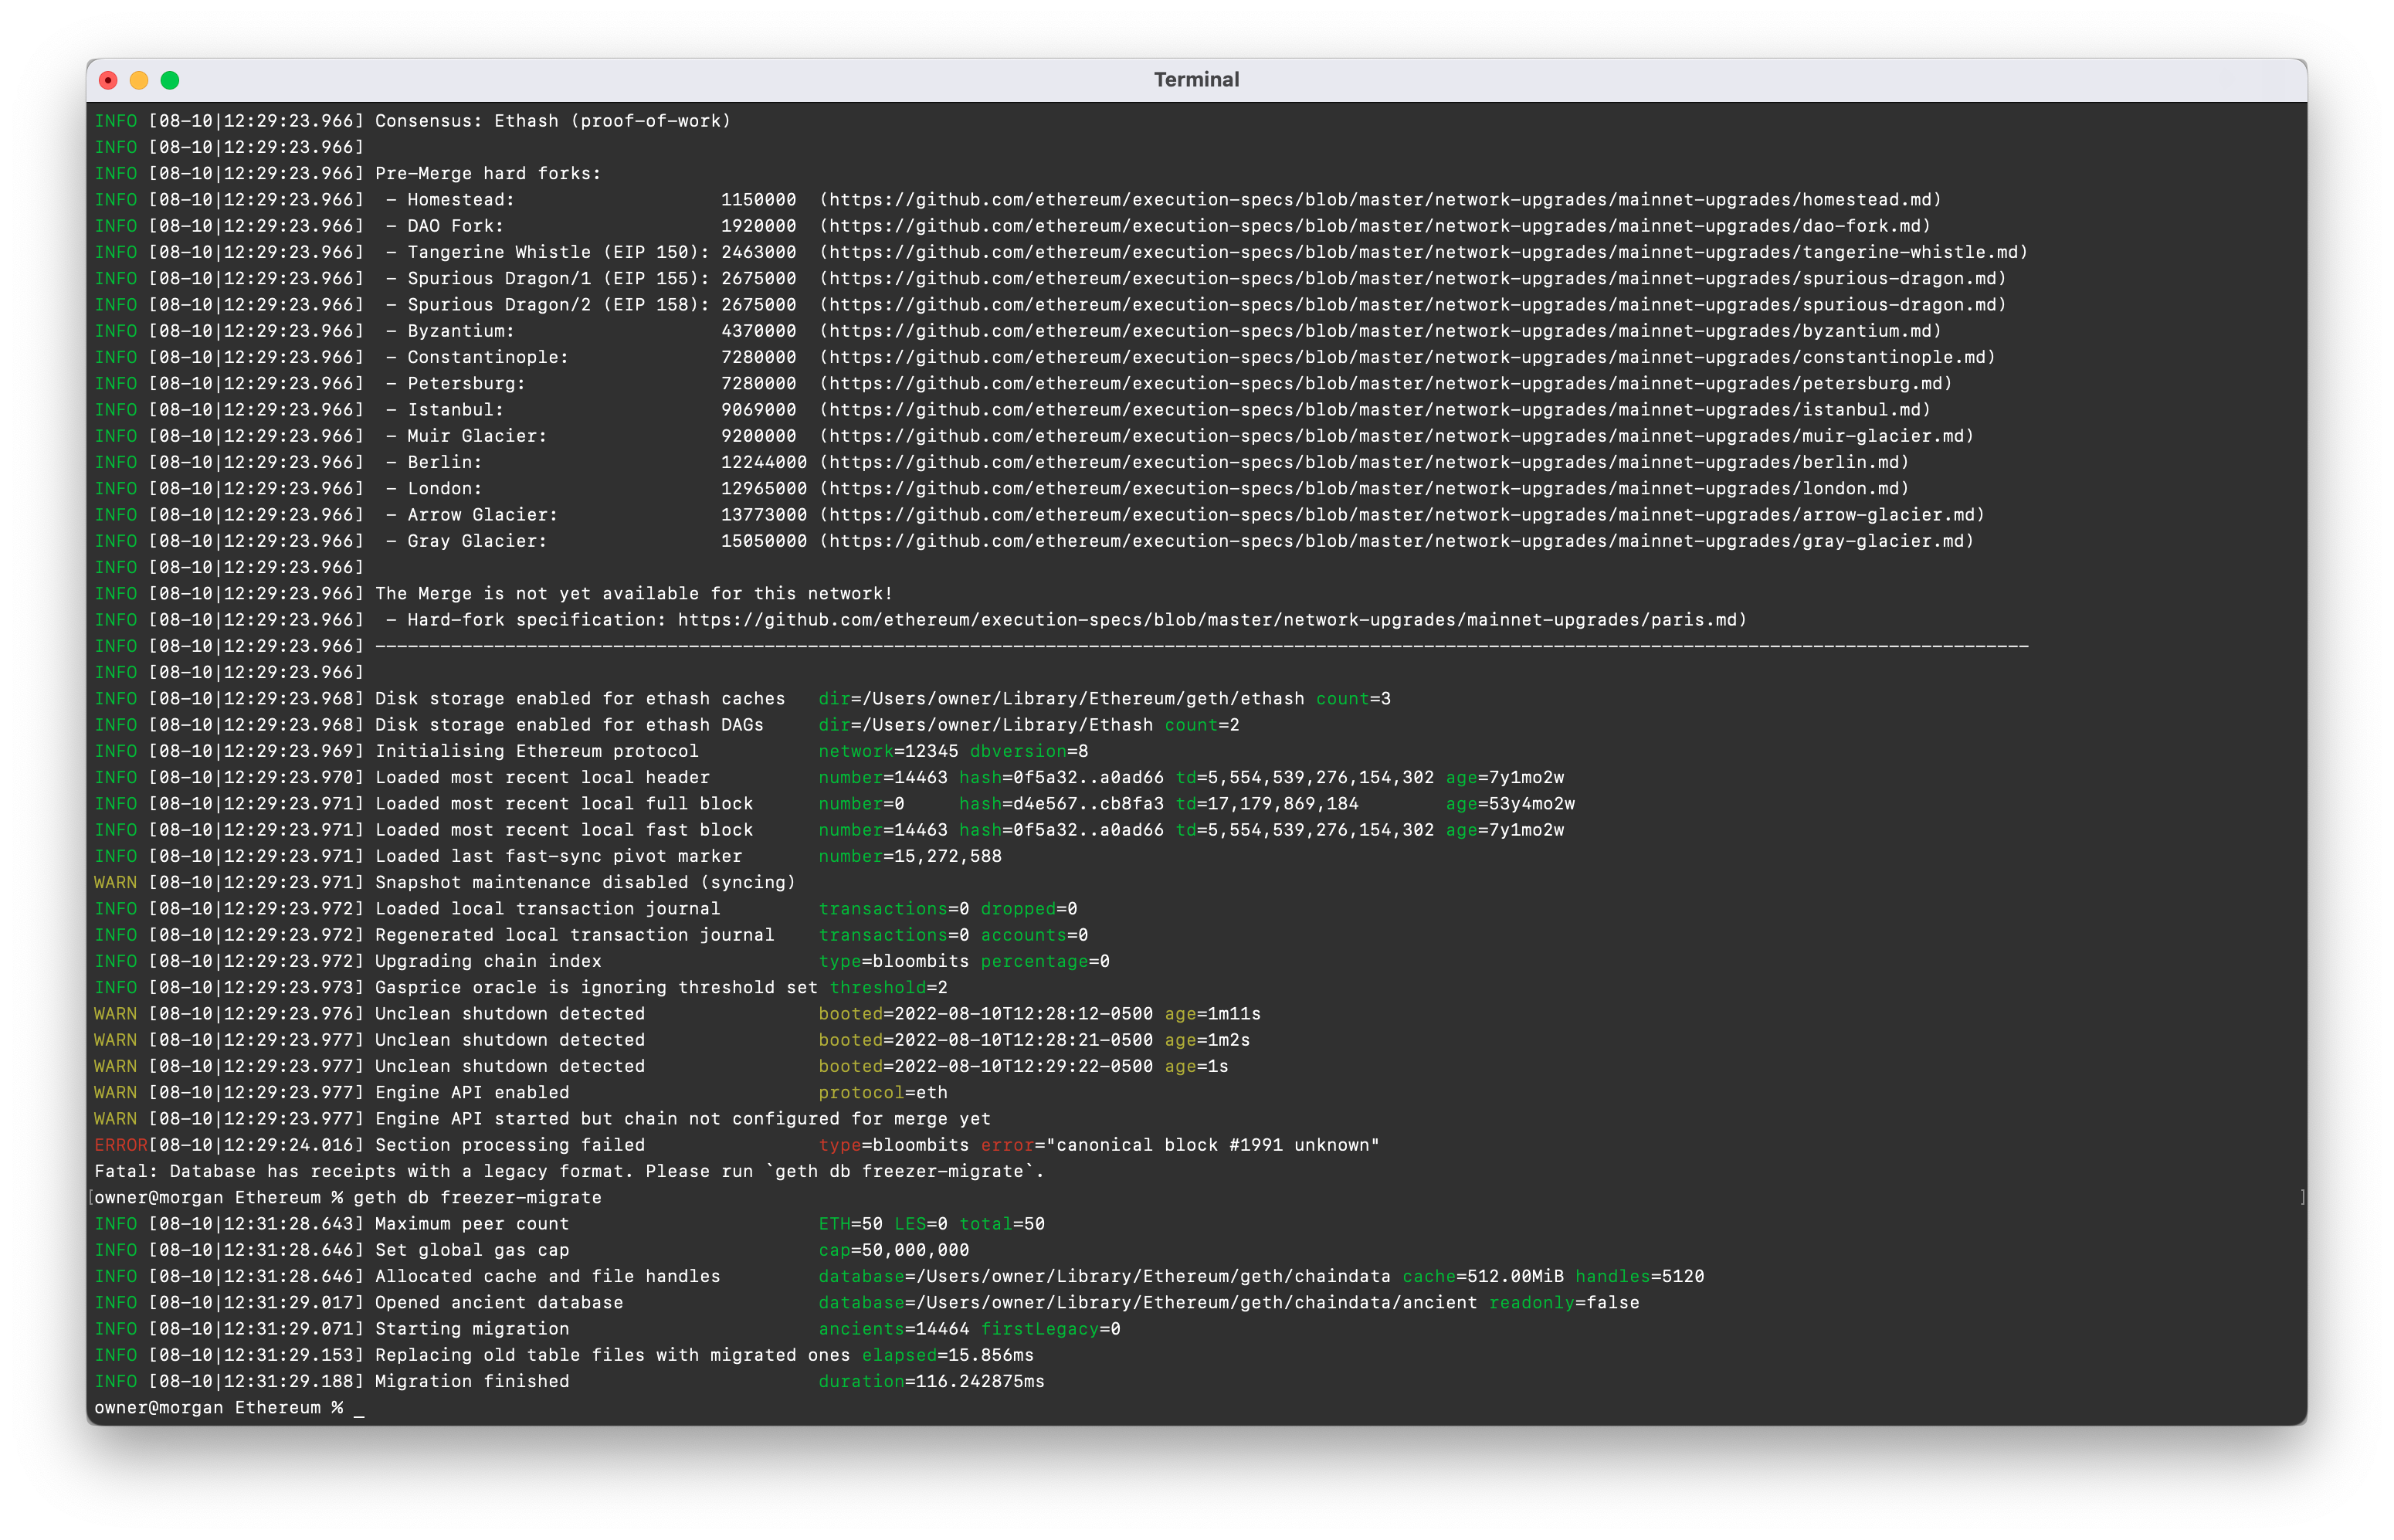 Terminal
INFO [08-10|12:29:23.966] Consensus: Ethash (proof-of-work)
INFO [08-10|12:29:23.966]
INFO [08-10|12:29:23.966] Pre-Merge hard forks:
INFO [08-10|12:29:23.966]  - Homestead:                   1150000  (https://github.com/ethereum/execution-specs/blob/master/network-upgrades/mainnet-upgrades/homestead.md)
INFO [08-10|12:29:23.966]  - DAO Fork:                    1920000  (https://github.com/ethereum/execution-specs/blob/master/network-upgrades/mainnet-upgrades/dao-fork.md)
INFO [08-10|12:29:23.966]  - Tangerine Whistle (EIP 150): 2463000  (https://github.com/ethereum/execution-specs/blob/master/network-upgrades/mainnet-upgrades/tangerine-whistle.md)
INFO [08-10|12:29:23.966]  - Spurious Dragon/1 (EIP 155): 2675000  (https://github.com/ethereum/execution-specs/blob/master/network-upgrades/mainnet-upgrades/spurious-dragon.md)
INFO [08-10|12:29:23.966]  - Spurious Dragon/2 (EIP 158): 2675000  (https://github.com/ethereum/execution-specs/blob/master/network-upgrades/mainnet-upgrades/spurious-dragon.md)
INFO [08-10|12:29:23.966]  - Byzantium:                   4370000  (https://github.com/ethereum/execution-specs/blob/master/network-upgrades/mainnet-upgrades/byzantium.md)
INFO [08-10|12:29:23.966]  - Constantinople:              7280000  (https://github.com/ethereum/execution-specs/blob/master/network-upgrades/mainnet-upgrades/constantinople.md)
INFO [08-10|12:29:23.966]  - Petersburg:                  7280000  (https://github.com/ethereum/execution-specs/blob/master/network-upgrades/mainnet-upgrades/petersburg.md)
INFO [08-10|12:29:23.966]  - Istanbul:                    9069000  (https://github.com/ethereum/execution-specs/blob/master/network-upgrades/mainnet-upgrades/istanbul.md)
INFO [08-10|12:29:23.966]  - Muir Glacier:                9200000  (https://github.com/ethereum/execution-specs/blob/master/network-upgrades/mainnet-upgrades/muir-glacier.md)
INFO [08-10|12:29:23.966]  - Berlin:                      12244000 (https://github.com/ethereum/execution-specs/blob/master/network-upgrades/mainnet-upgrades/berlin.md)
INFO [08-10|12:29:23.966]  - London:                      12965000 (https://github.com/ethereum/execution-specs/blob/master/network-upgrades/mainnet-upgrades/london.md)
INFO [08-10|12:29:23.966]  - Arrow Glacier:               13773000 (https://github.com/ethereum/execution-specs/blob/master/network-upgrades/mainnet-upgrades/arrow-glacier.md)
INFO [08-10|12:29:23.966]  - Gray Glacier:                15050000 (https://github.com/ethereum/execution-specs/blob/master/network-upgrades/mainnet-upgrades/gray-glacier.md)
INFO [08-10|12:29:23.966]
INFO [08-10|12:29:23.966] The Merge is not yet available for this network!
INFO [08-10|12:29:23.966]  - Hard-fork specification: https://github.com/ethereum/execution-specs/blob/master/network-upgrades/mainnet-upgrades/paris.md)
INFO [08-10|12:29:23.966] ---------------------------------------------------------------------------------------------------------------------------------------------------------
INFO [08-10|12:29:23.966]
INFO [08-10|12:29:23.968] Disk storage enabled for ethash caches   dir=/Users/owner/Library/Ethereum/geth/ethash count=3
INFO [08-10|12:29:23.968] Disk storage enabled for ethash DAGs     dir=/Users/owner/Library/Ethash count=2
INFO [08-10|12:29:23.969] Initialising Ethereum protocol           network=12345 dbversion=8
INFO [08-10|12:29:23.970] Loaded most recent local header          number=14463 hash=0f5a32..a0ad66 td=5,554,539,276,154,302 age=7y1mo2w
INFO [08-10|12:29:23.971] Loaded most recent local full block      number=0     hash=d4e567..cb8fa3 td=17,179,869,184        age=53y4mo2w
INFO [08-10|12:29:23.971] Loaded most recent local fast block      number=14463 hash=0f5a32..a0ad66 td=5,554,539,276,154,302 age=7y1mo2w
INFO [08-10|12:29:23.971] Loaded last fast-sync pivot marker       number=15,272,588
WARN [08-10|12:29:23.971] Snapshot maintenance disabled (syncing)
INFO [08-10|12:29:23.972] Loaded local transaction journal         transactions=0 dropped=0
INFO [08-10|12:29:23.972] Regenerated local transaction journal    transactions=0 accounts=0
INFO [08-10|12:29:23.972] Upgrading chain index                    type=bloombits percentage=0
INFO [08-10|12:29:23.973] Gasprice oracle is ignoring threshold set threshold=2
WARN [08-10|12:29:23.976] Unclean shutdown detected                booted=2022-08-10T12:28:12-0500 age=1m11s
WARN [08-10|12:29:23.977] Unclean shutdown detected                booted=2022-08-10T12:28:21-0500 age=1m2s
WARN [08-10|12:29:23.977] Unclean shutdown detected                booted=2022-08-10T12:29:22-0500 age=1s
WARN [08-10|12:29:23.977] Engine API enabled                       protocol=eth
WARN [08-10|12:29:23.977] Engine API started but chain not configured for merge yet
ERROR[08-10|12:29:24.016] Section processing failed                type=bloombits error="canonical block #1991 unknown"
Fatal: Database has receipts with a legacy format. Please run `geth db freezer-migrate`.
[owner@morgan Ethereum % geth db freezer-migrate ]
INFO [08-10|12:31:28.643] Maximum peer count                       ETH=50 LES=0 total=50
INFO [08-10|12:31:28.646] Set global gas cap                       cap=50,000,000
INFO [08-10|12:31:28.646] Allocated cache and file handles         database=/Users/owner/Library/Ethereum/geth/chaindata cache=512.00MiB handles=5120
INFO [08-10|12:31:29.017] Opened ancient database                  database=/Users/owner/Library/Ethereum/geth/chaindata/ancient readonly=false
INFO [08-10|12:31:29.071] Starting migration                       ancients=14464 firstLegacy=0
INFO [08-10|12:31:29.153] Replacing old table files with migrated ones elapsed=15.856ms
INFO [08-10|12:31:29.188] Migration finished                       duration=116.242875ms
owner@morgan Ethereum % _